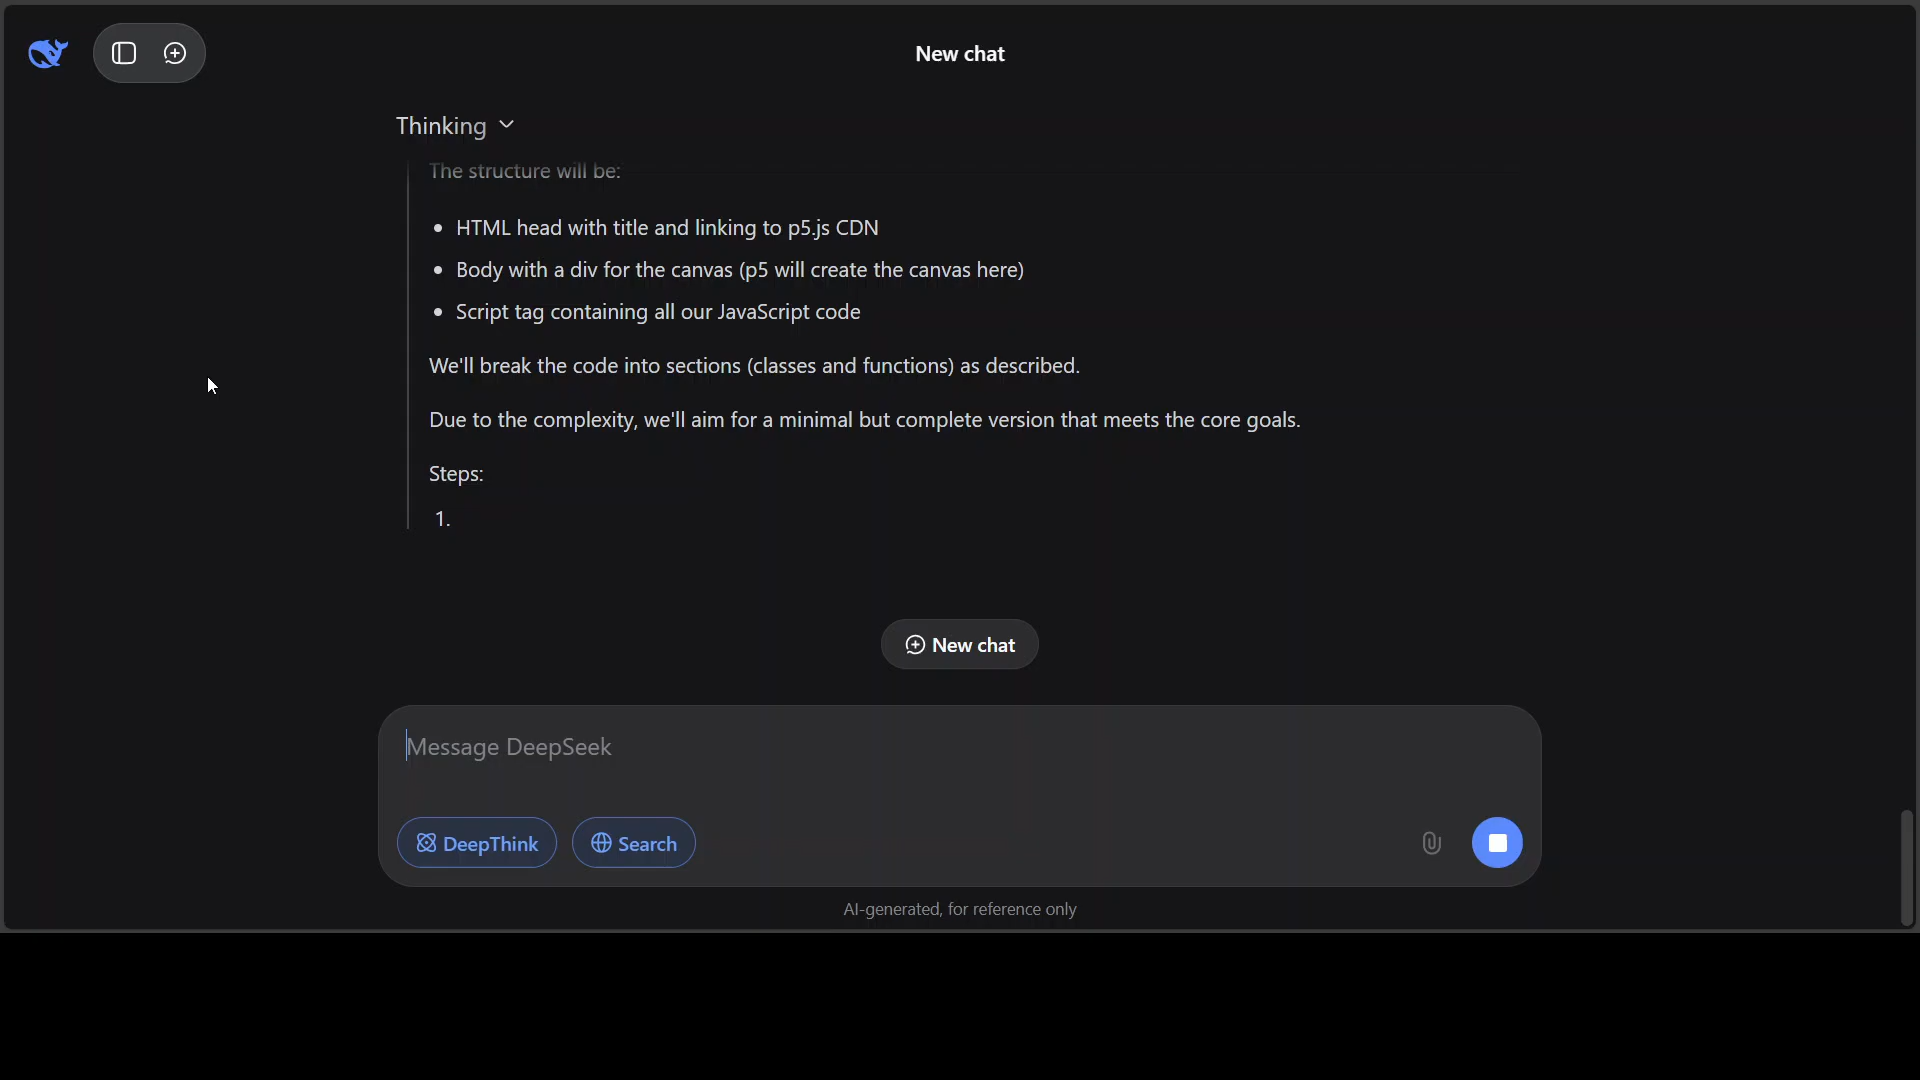 New chat
Thinking
The structure will be:
• HTML head with title and linking to p5.js CDN
• Body with a div for the canvas (p5 will create the canvas here)
• Script tag containing all our JavaScript code
We'll break the code into sections (classes and functions) as described.
Due to the complexity, we'll aim for a minimal but complete version that meets the core goals.
Steps:
1.
New chat
Message DeepSeek
DeepThink Search
AI-generated, for reference only